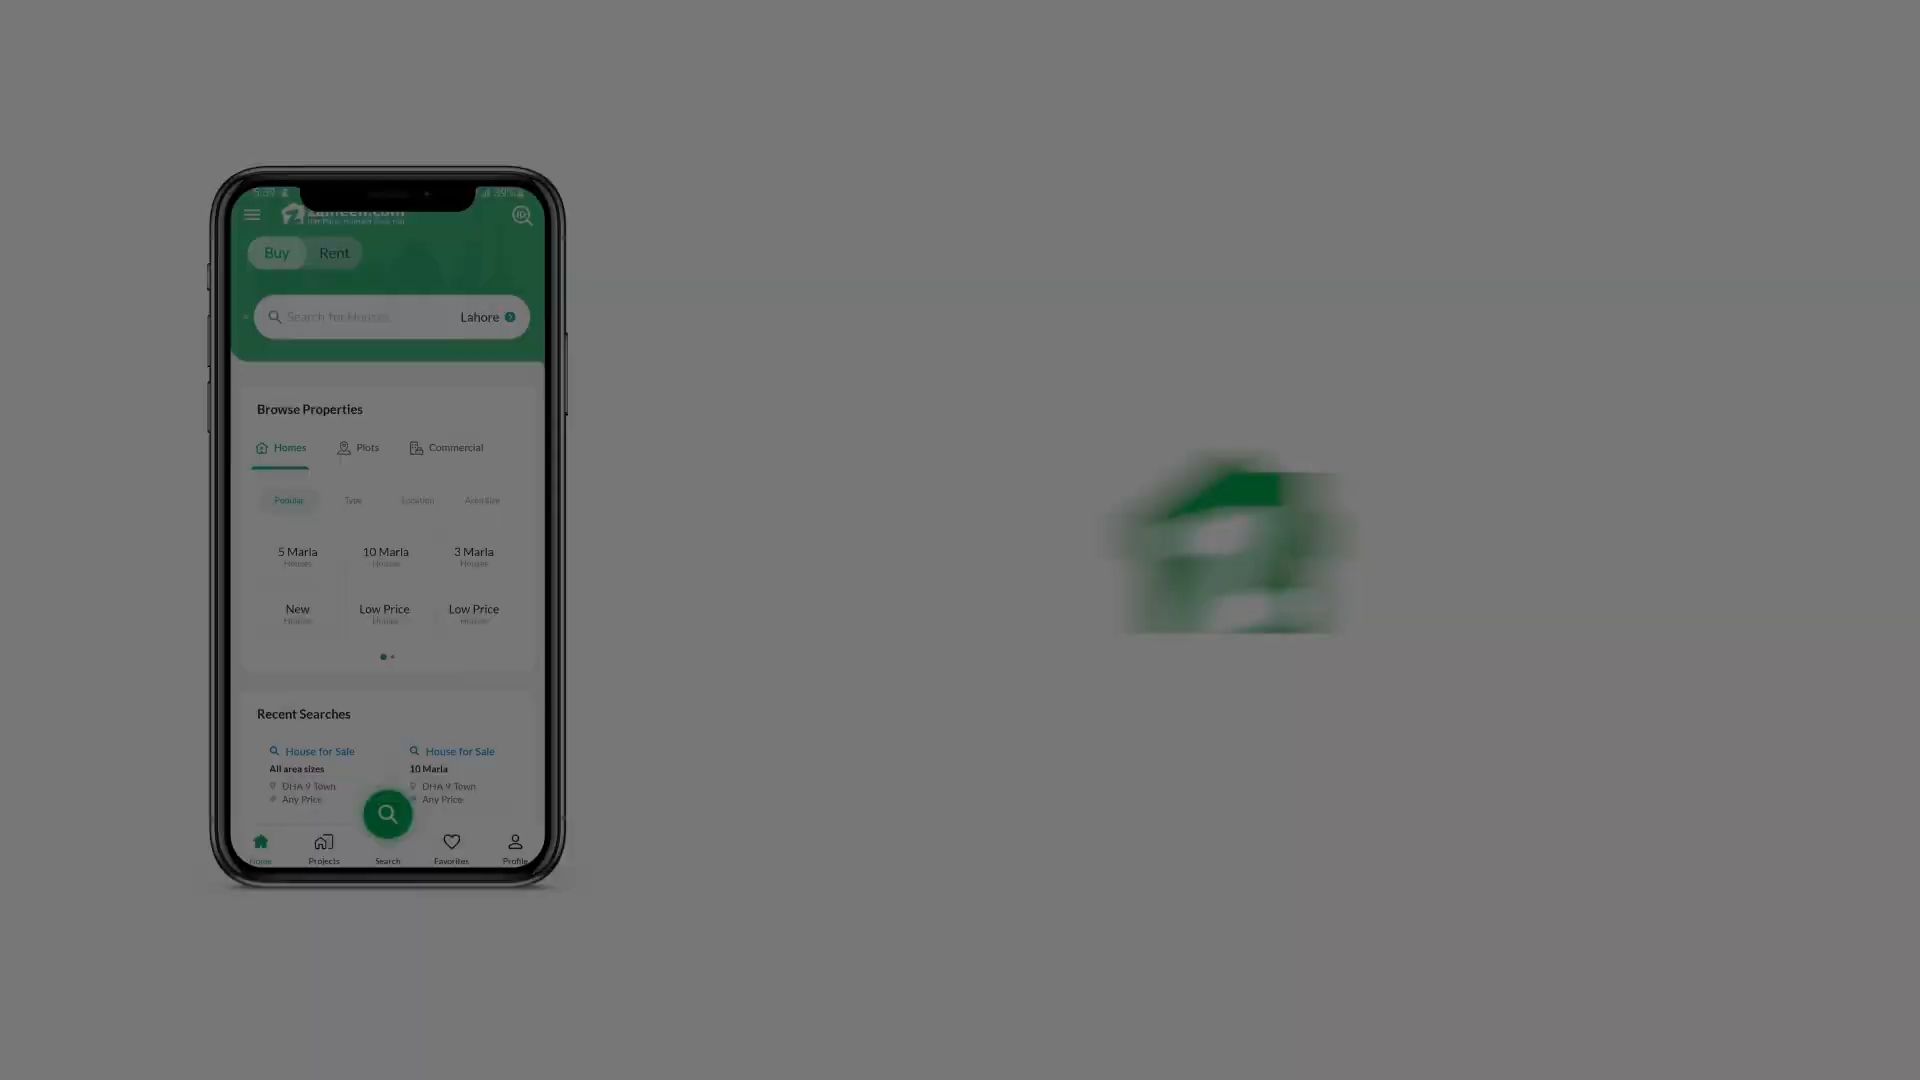 zameen.com
Buy Rent
Search for Houses
Lahore
Browse Properties
Homes Plots Commercial
Popular Type Location Area Size
5 Marla 10 Marla 3 Marla
Houses Houses Houses
New Low Price Low Price
Houses Houses Houses
Recent Searches
House for Sale House for Sale
All area sizes 10 Marla
DHA 9 Town DHA 9 Town
Any Price Any Price
Home Projects Search Favorites Profile